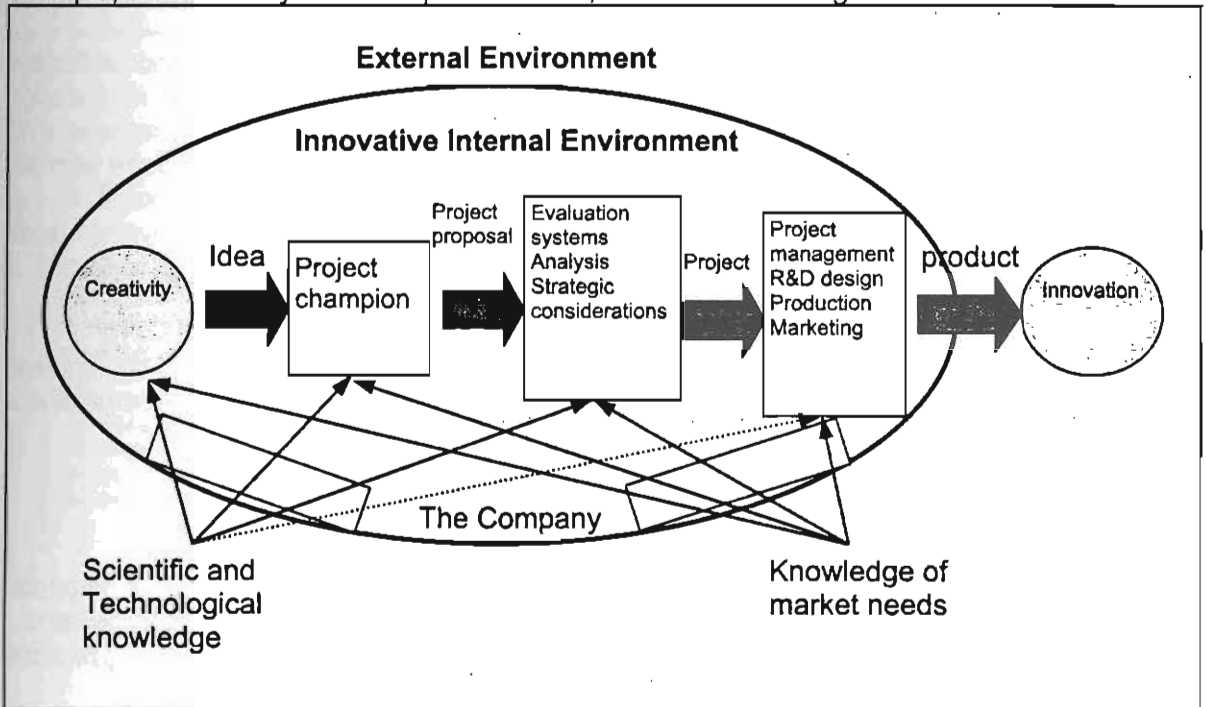 External Environment
Innovative Internal Environment
Creativity
Idea
Project
champion
Project
proposal
Evaluation
systems
Analysis
Strategic
considerations
Project
Project
management
R&D design
Production
Marketing
product
Innovation
The Company
Scientific and
Technological
knowledge
Knowledge of
market needs